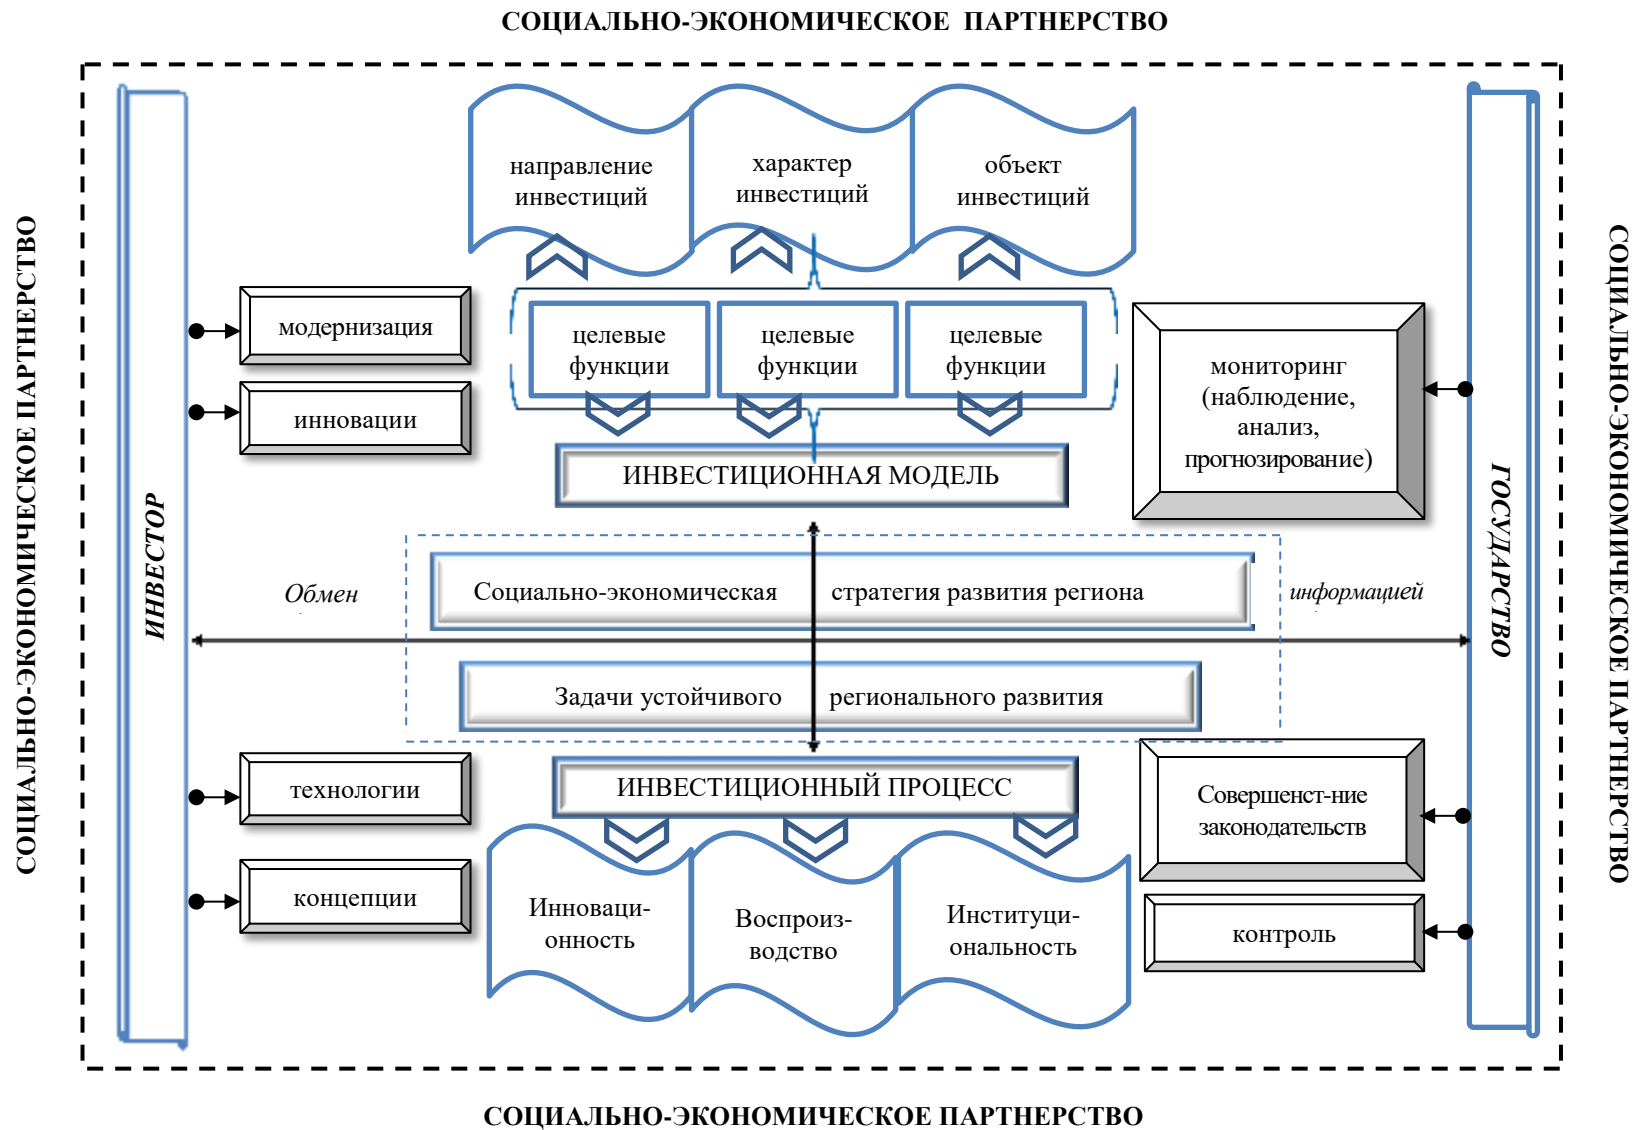 СОЦИАЛЬНО-ЭКОНОМИЧЕСКОЕ ПАРТНЕРСТВО
СОЦИАЛЬНО-ЭКОНОМИЧЕСКОЕ ПАРТНЕРСТВО
ИНВЕСТОР
направление
инвестиций
характер
инвестиций
объект
инвестиций
модернизация
инновации
целевые
функции
целевые
функции
целевые
функции
мониторинг
(наблюдение,
анализ,
прогнозирование)
ИНВЕСТИЦИОННАЯ МОДЕЛЬ
Обмен
Социально-экономическая стратегия развития региона
информацией
Задачи устойчивого регионального развития
технологии
концепции
ИНВЕСТИЦИОННЫЙ ПРОЦЕСС
Инноваци-
онность
Воспроиз-
водство
Институци-
ональность
Совершенст-ние
законодательств
контроль
ГОСУДАРСТВО
СОЦИАЛЬНО-ЭКОНОМИЧЕСКОЕ ПАРТНЕРСТВО
СОЦИАЛЬНО-ЭКОНОМИЧЕСКОЕ ПАРТНЕРСТВО